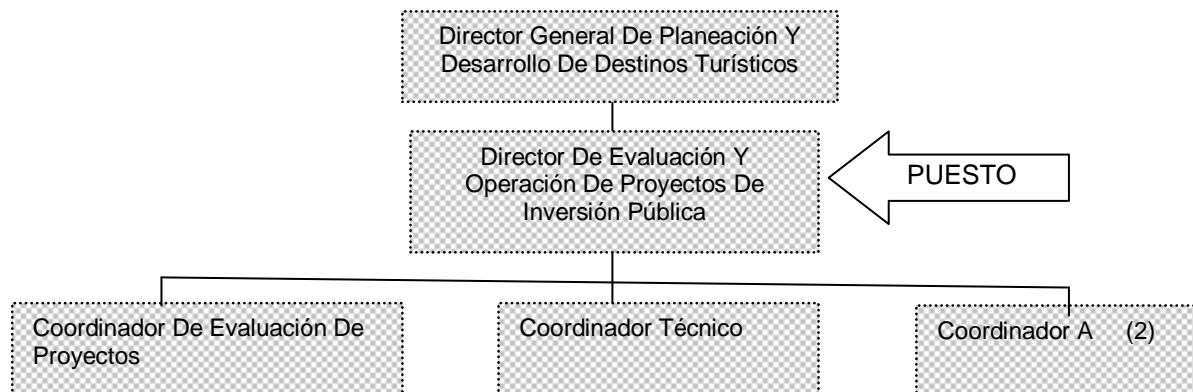 Director General De Planeación Y
Desarrollo De Destinos Turísticos
Director De Evaluación Y
Operación De Proyectos De
Inversión Pública
PUESTO
Coordinador De Evaluación De
Proyectos
Coordinador Técnico
Coordinador A (2)